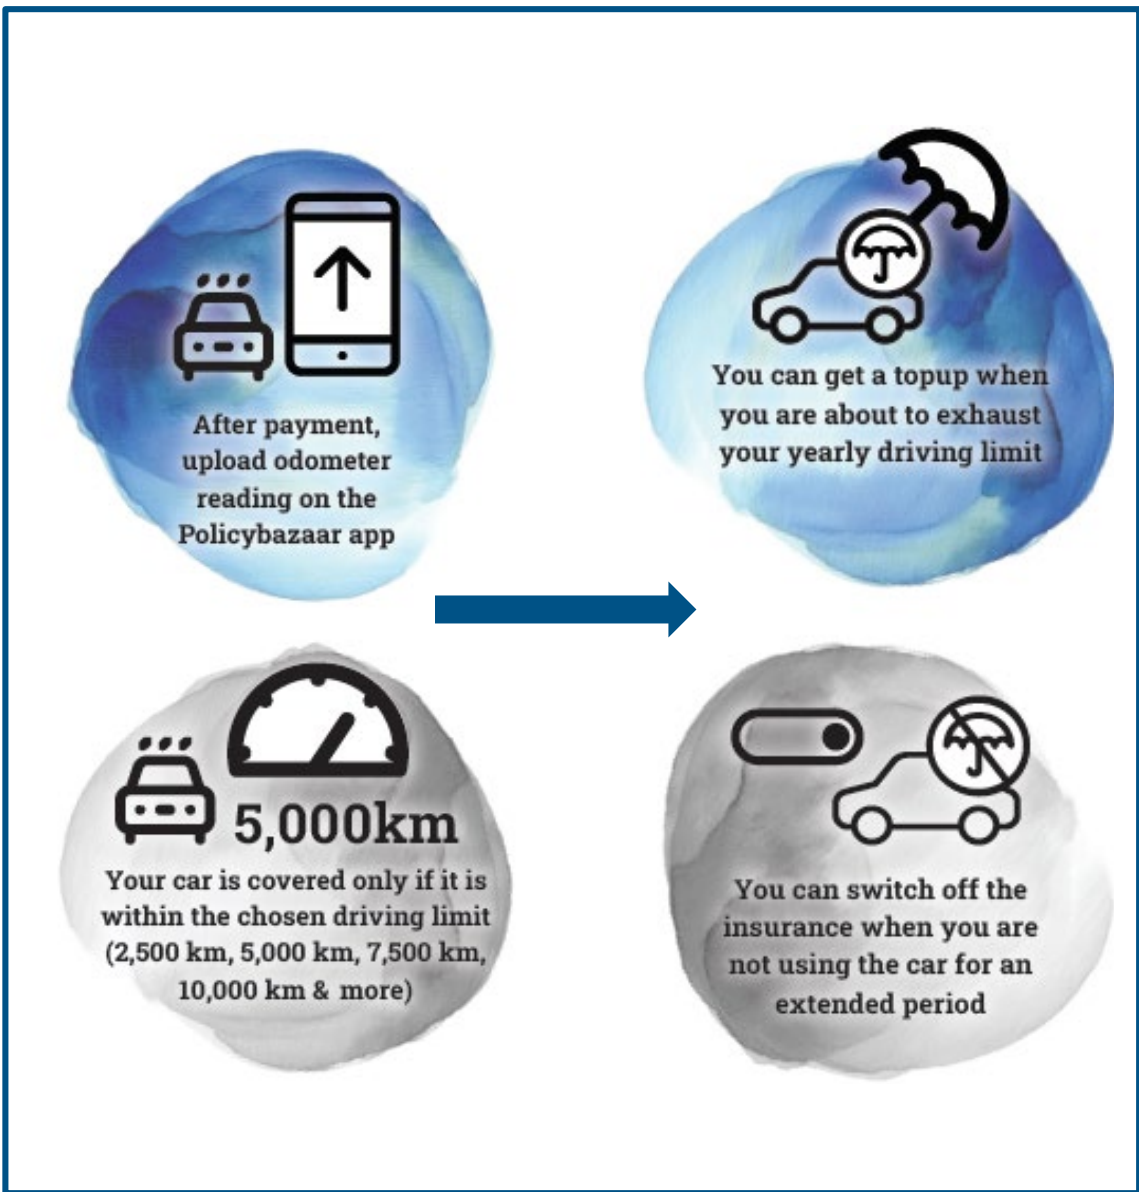 After payment,
upload odometer
reading on the
Policybazaar app
You can get a topup when
you are about to exhaust
your yearly driving limit
5,000km
Your car is covered only if it is
within the chosen driving limit
(2,500 km, 5,000 km, 7,500 km,
10,000 km & more)
You can switch off the
insurance when you are
not using the car for an
extended period